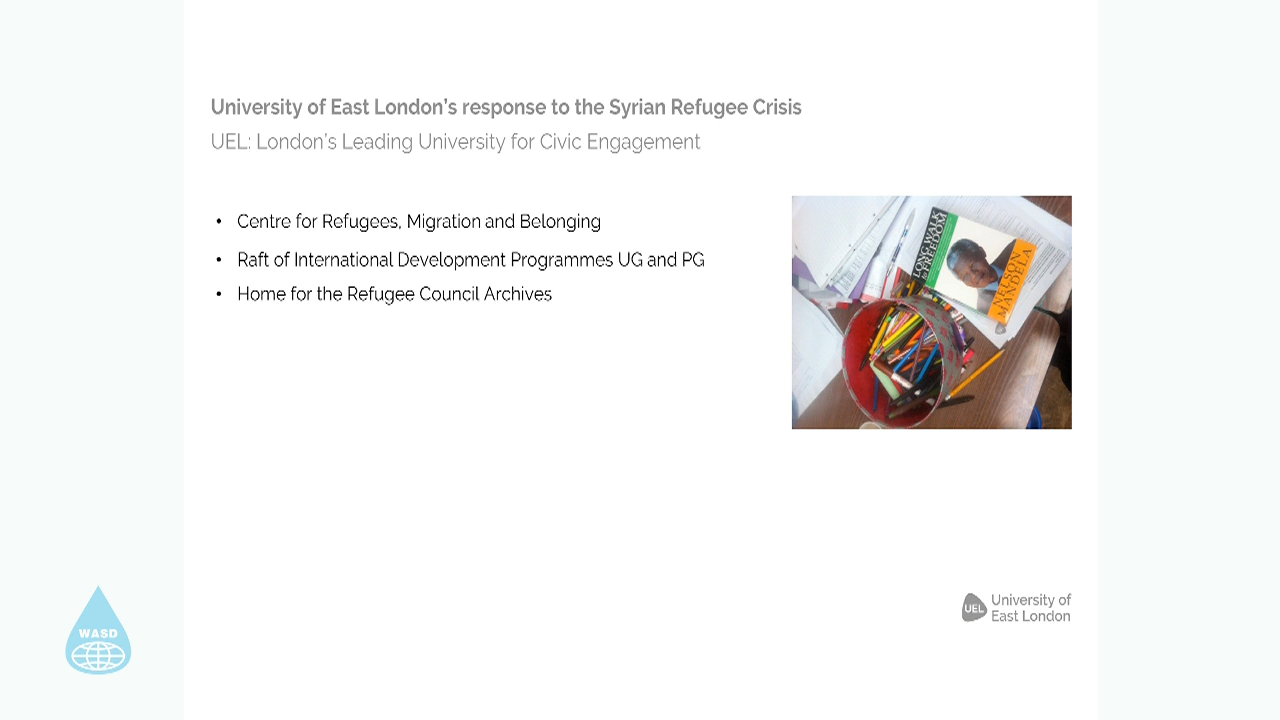 University of East London's response to the Syrian Refugee Crisis
UEL: London's Leading University for Civic Engagement
• Centre for Refugees, Migration and Belonging
• Raft of International Development Programmes UG and PG
• Home for the Refugee Council Archives
LONG WALK
FREEDOM
NELSON
MANDELA
UEL
University of
East London
WASD